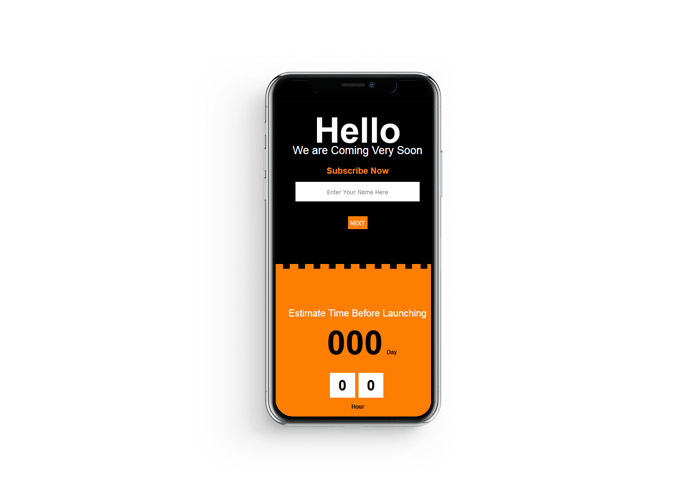 Hello
We are Coming Very Soon
Subscribe Now
Enter Your Name Here
NEXT
Estimate Time Before Launching
000 Day
0 0
Hour